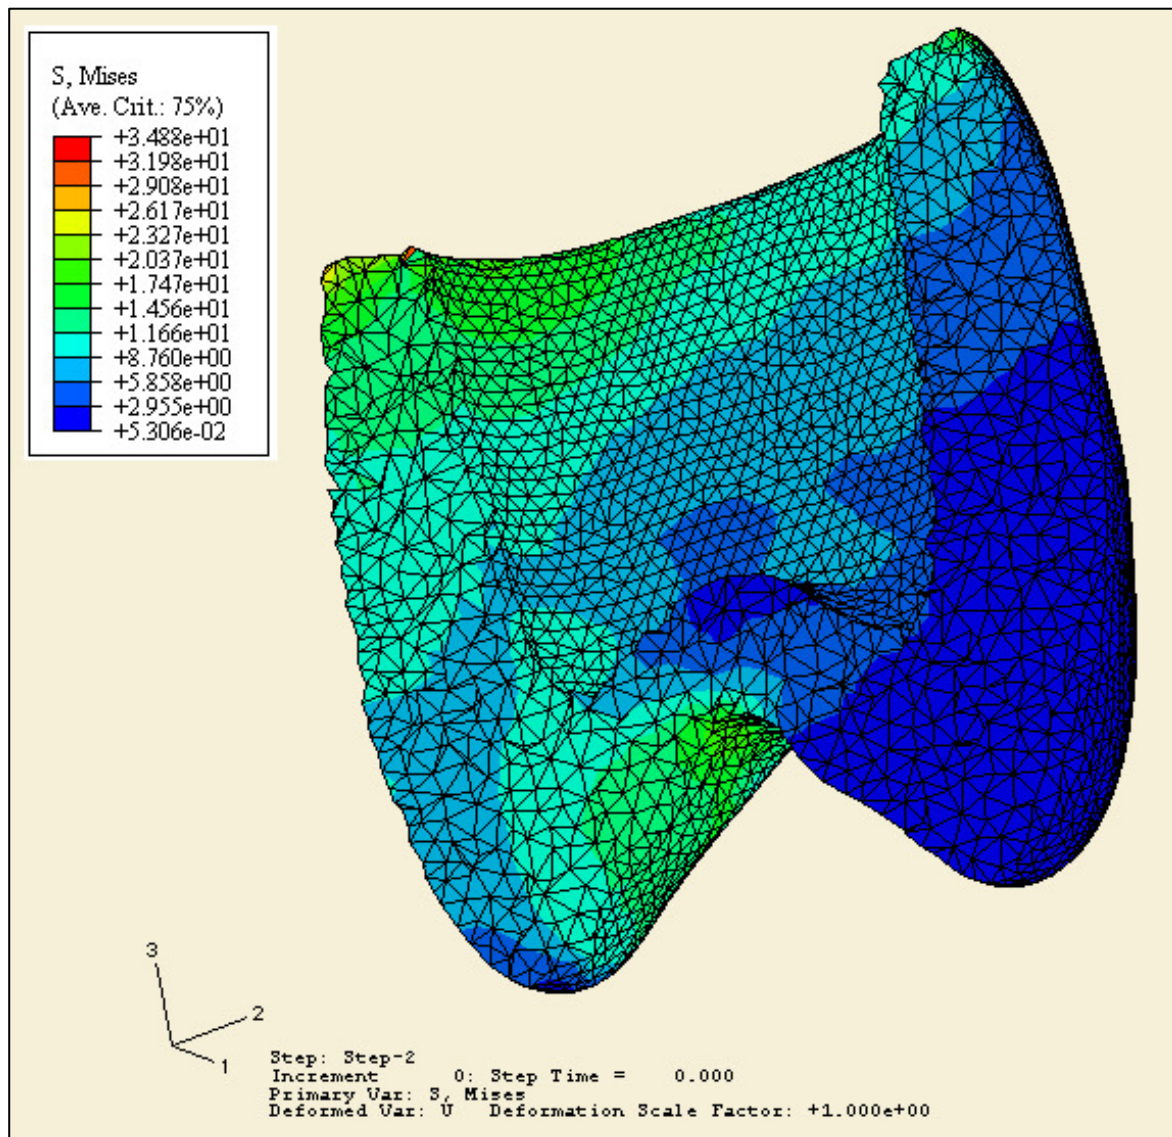 S, Mises
(Ave. Crit.: 75%)
+3.488e+01
+3.198e+01
+2.908e+01
+2.617e+01
+2.327e+01
+2.037e+01
+1.747e+01
+1.456e+01
+1.166e+01
+8.760e+00
+5.858e+00
+2.955e+00
+5.306e-02
3
2
1
Step: Step-2
Increment 0: Step Time = 0.000
Primary Var: S, Mises
Deformed Var: U Deformation Scale Factor: +1.000e+00